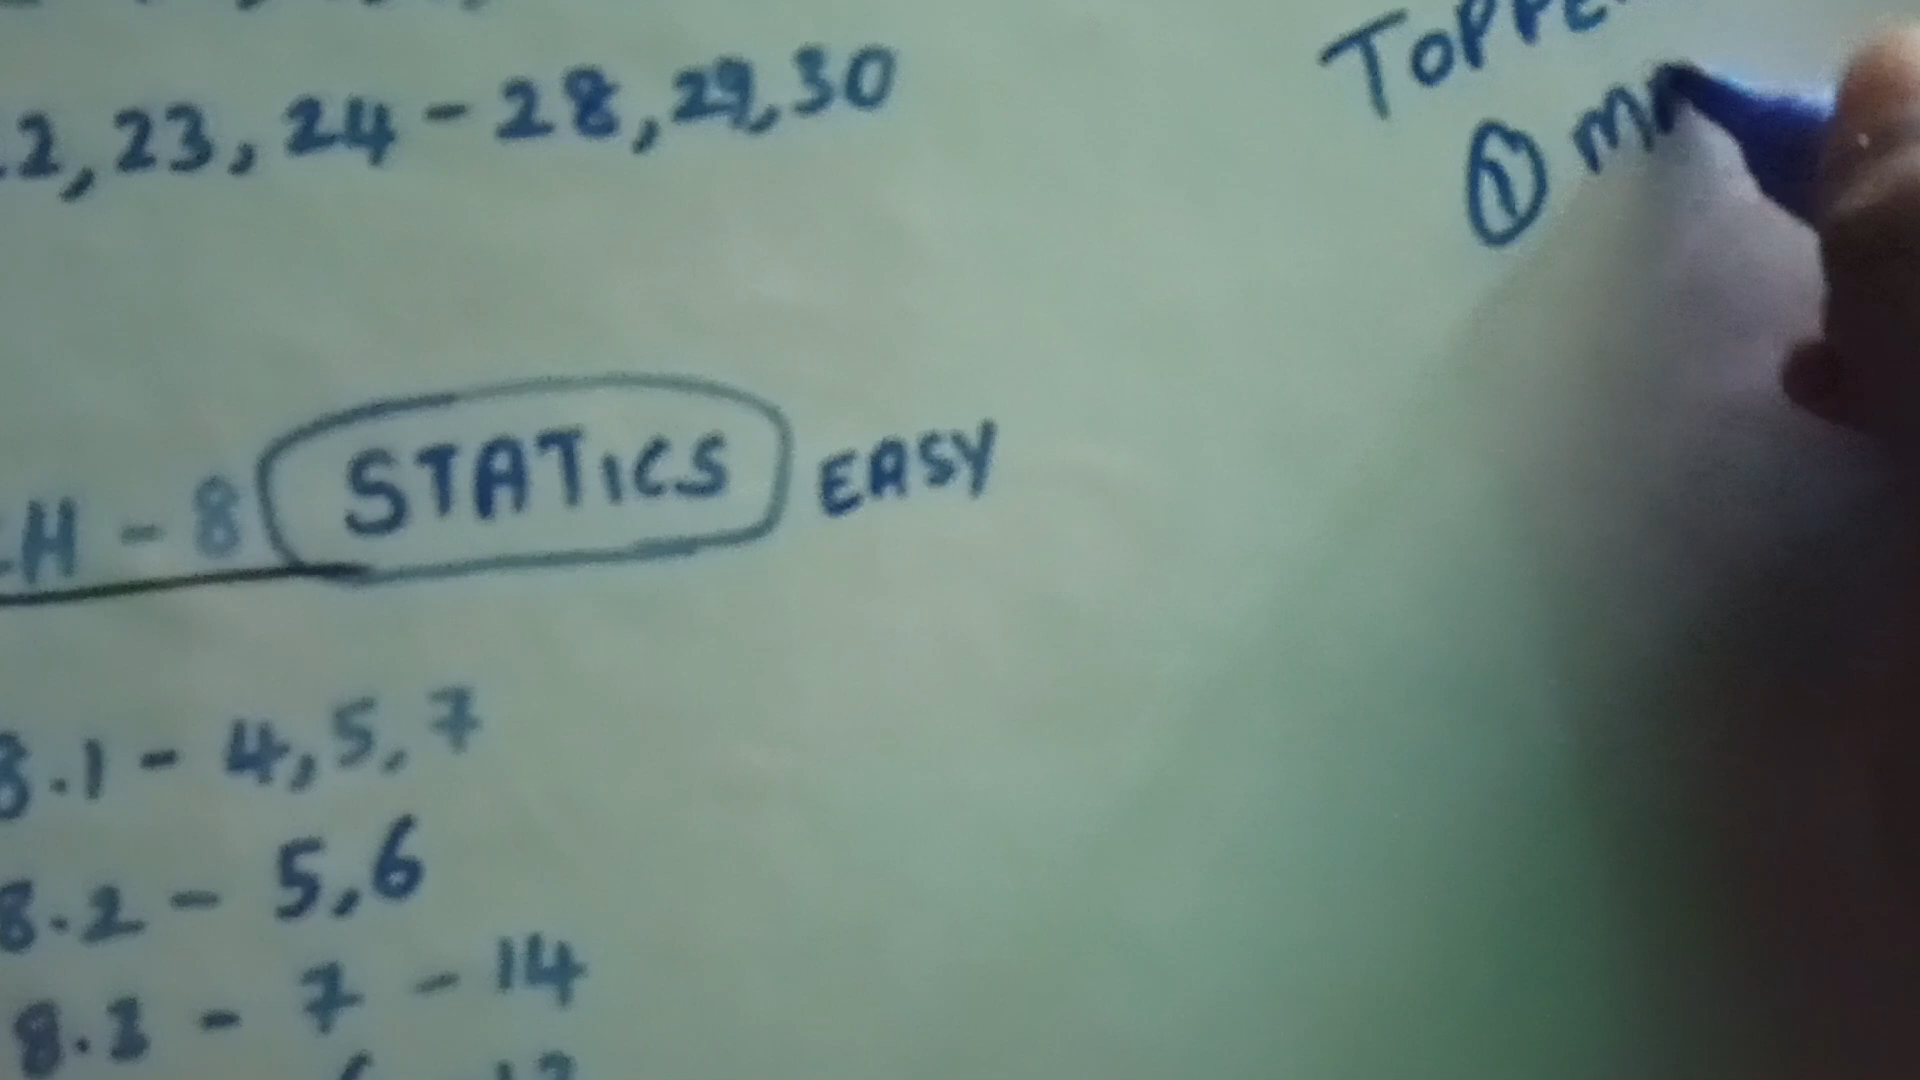 2, 23, 24 - 28, 29, 30
TOPPE
① M
CH - 8 STATICS EASY
8.1 - 4, 5, 7
8.2 - 5, 6
8.3 - 7 - 14